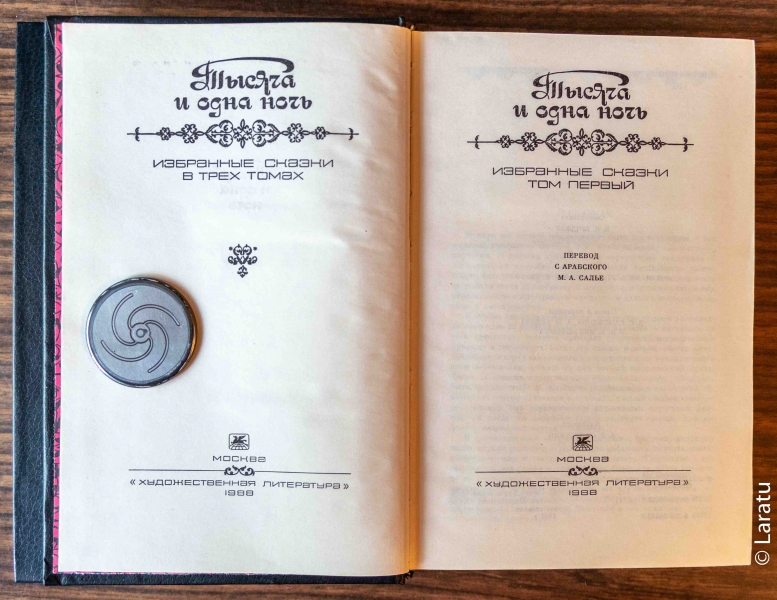 Тысяча
и одна ночь
ИЗБРАННЫЕ СКАЗКИ
В ТРЕХ ТОМАХ
МОСКВА
«ХУДОЖЕСТВЕННАЯ ЛИТЕРАТУРА»
1988
Тысяча
и одна ночь
ИЗБРАННЫЕ СКАЗКИ
ТОМ ПЕРВЫЙ
ПЕРЕВОД
С АРАБСКОГО
М. А. САЛЬЕ
МОСКВА
«ХУДОЖЕСТВЕННАЯ ЛИТЕРАТУРА»
1988
© Laratu